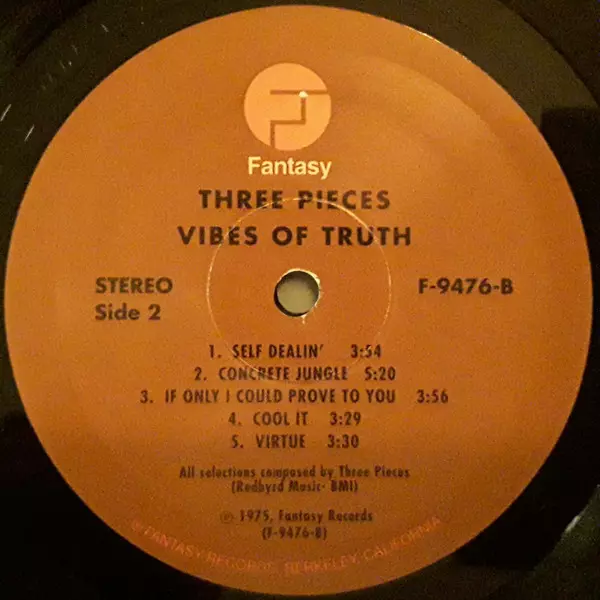 Fantasy
THREE PIECES
VIBES OF TRUTH
STEREO
Side 2
F-9476-B
1. SELF DEALIN' 3:54
2. CONCRETE JUNGLE 5:20
3. IF ONLY I COULD PROVE TO YOU 3:56
4. COOL IT 3:29
5. VIRTUE 3:30
All selections composed by Three Pieces
(Redbyrd Music- BMI)
℗ 1975, Fantasy Records
(F-9476-B)
FANTASY RECORDS, BERKELEY, CALIFORNIA